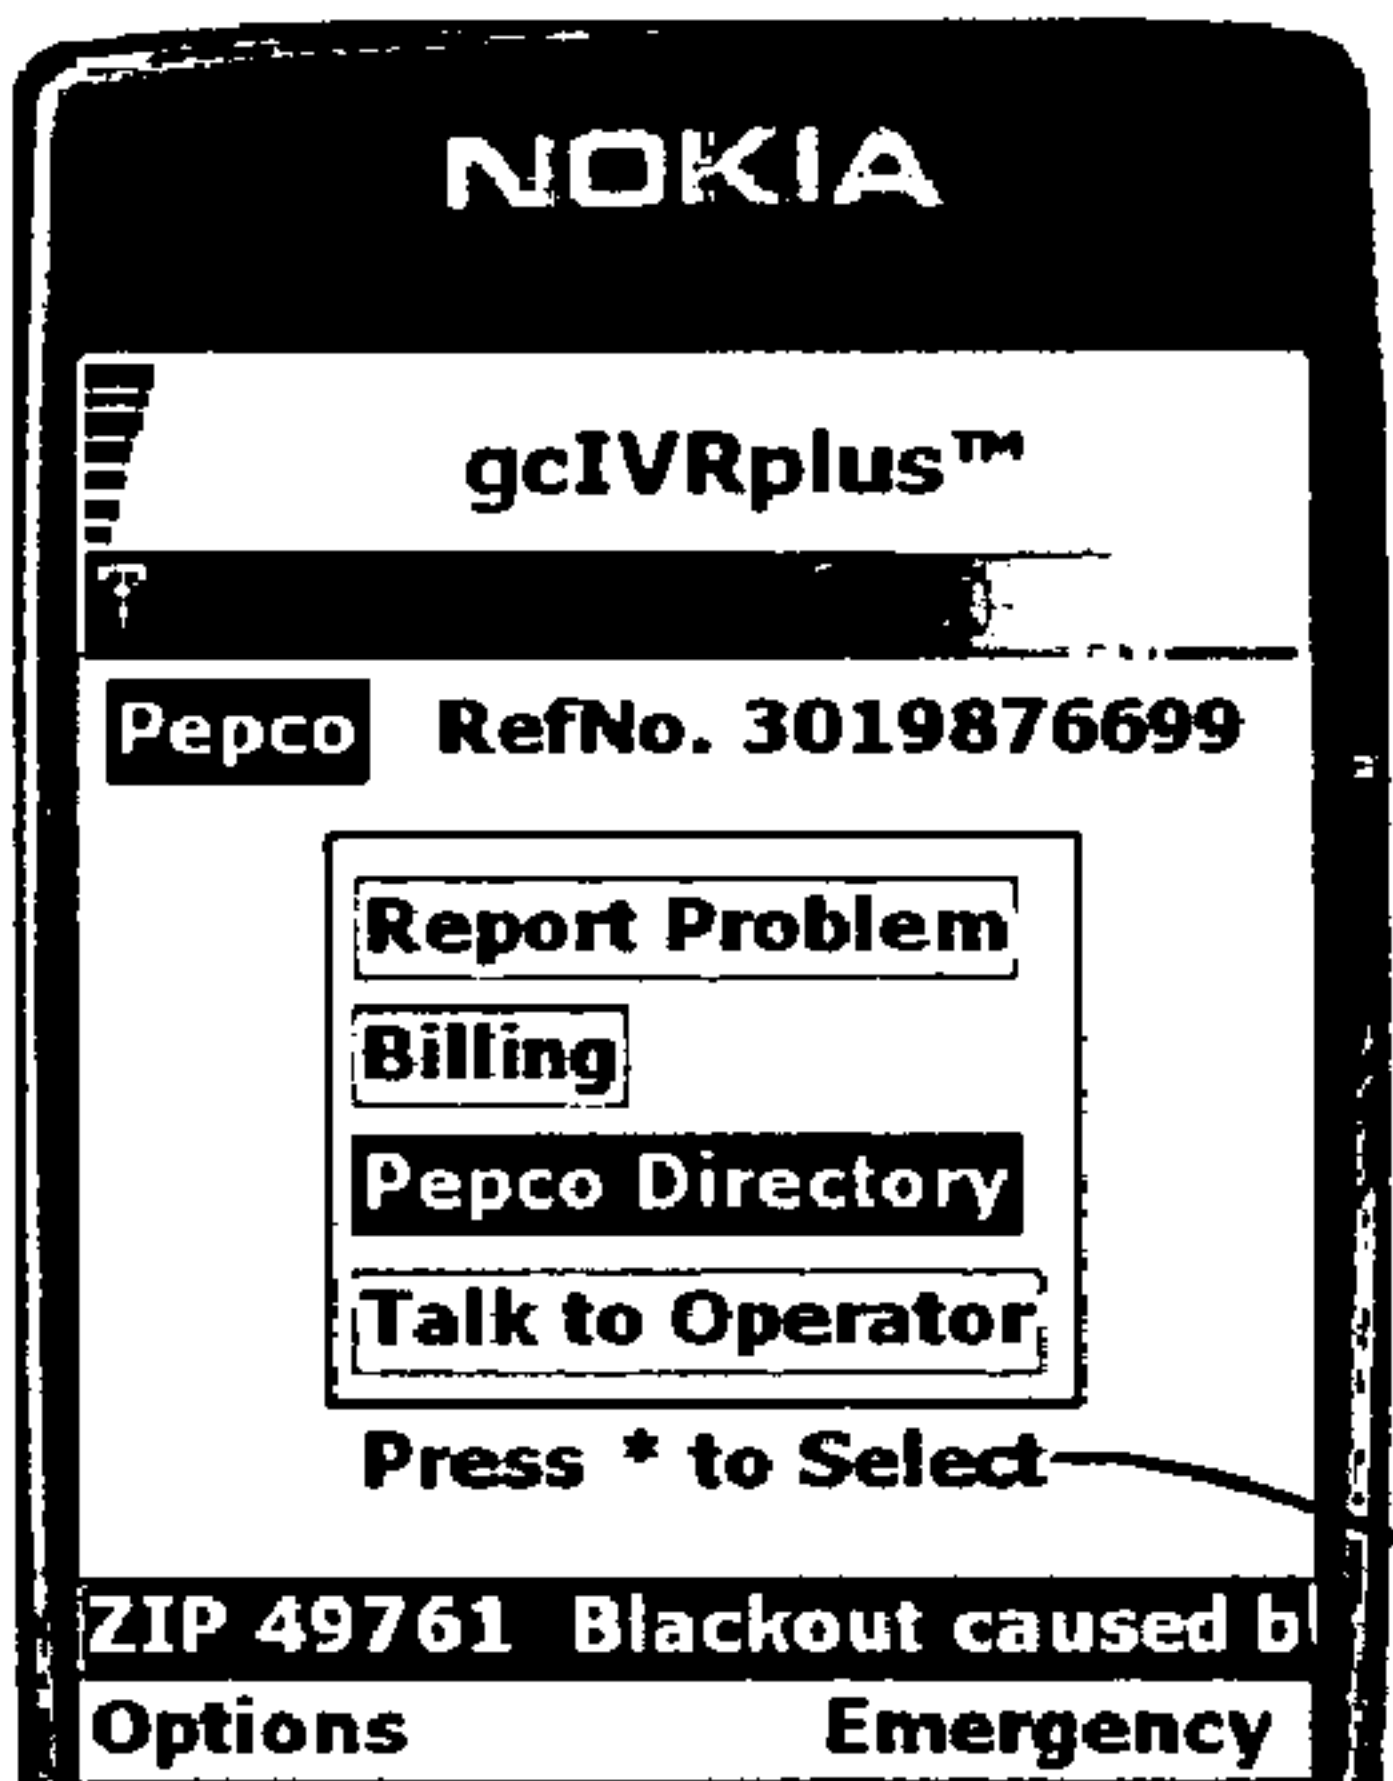 NOKIA
gcIVRplus™
Pepco RefNo. 3019876699
Report Problem
Billing
Pepco Directory
Talk to Operator
Press * to Select
ZIP 49761 Blackout caused b
Options Emergency